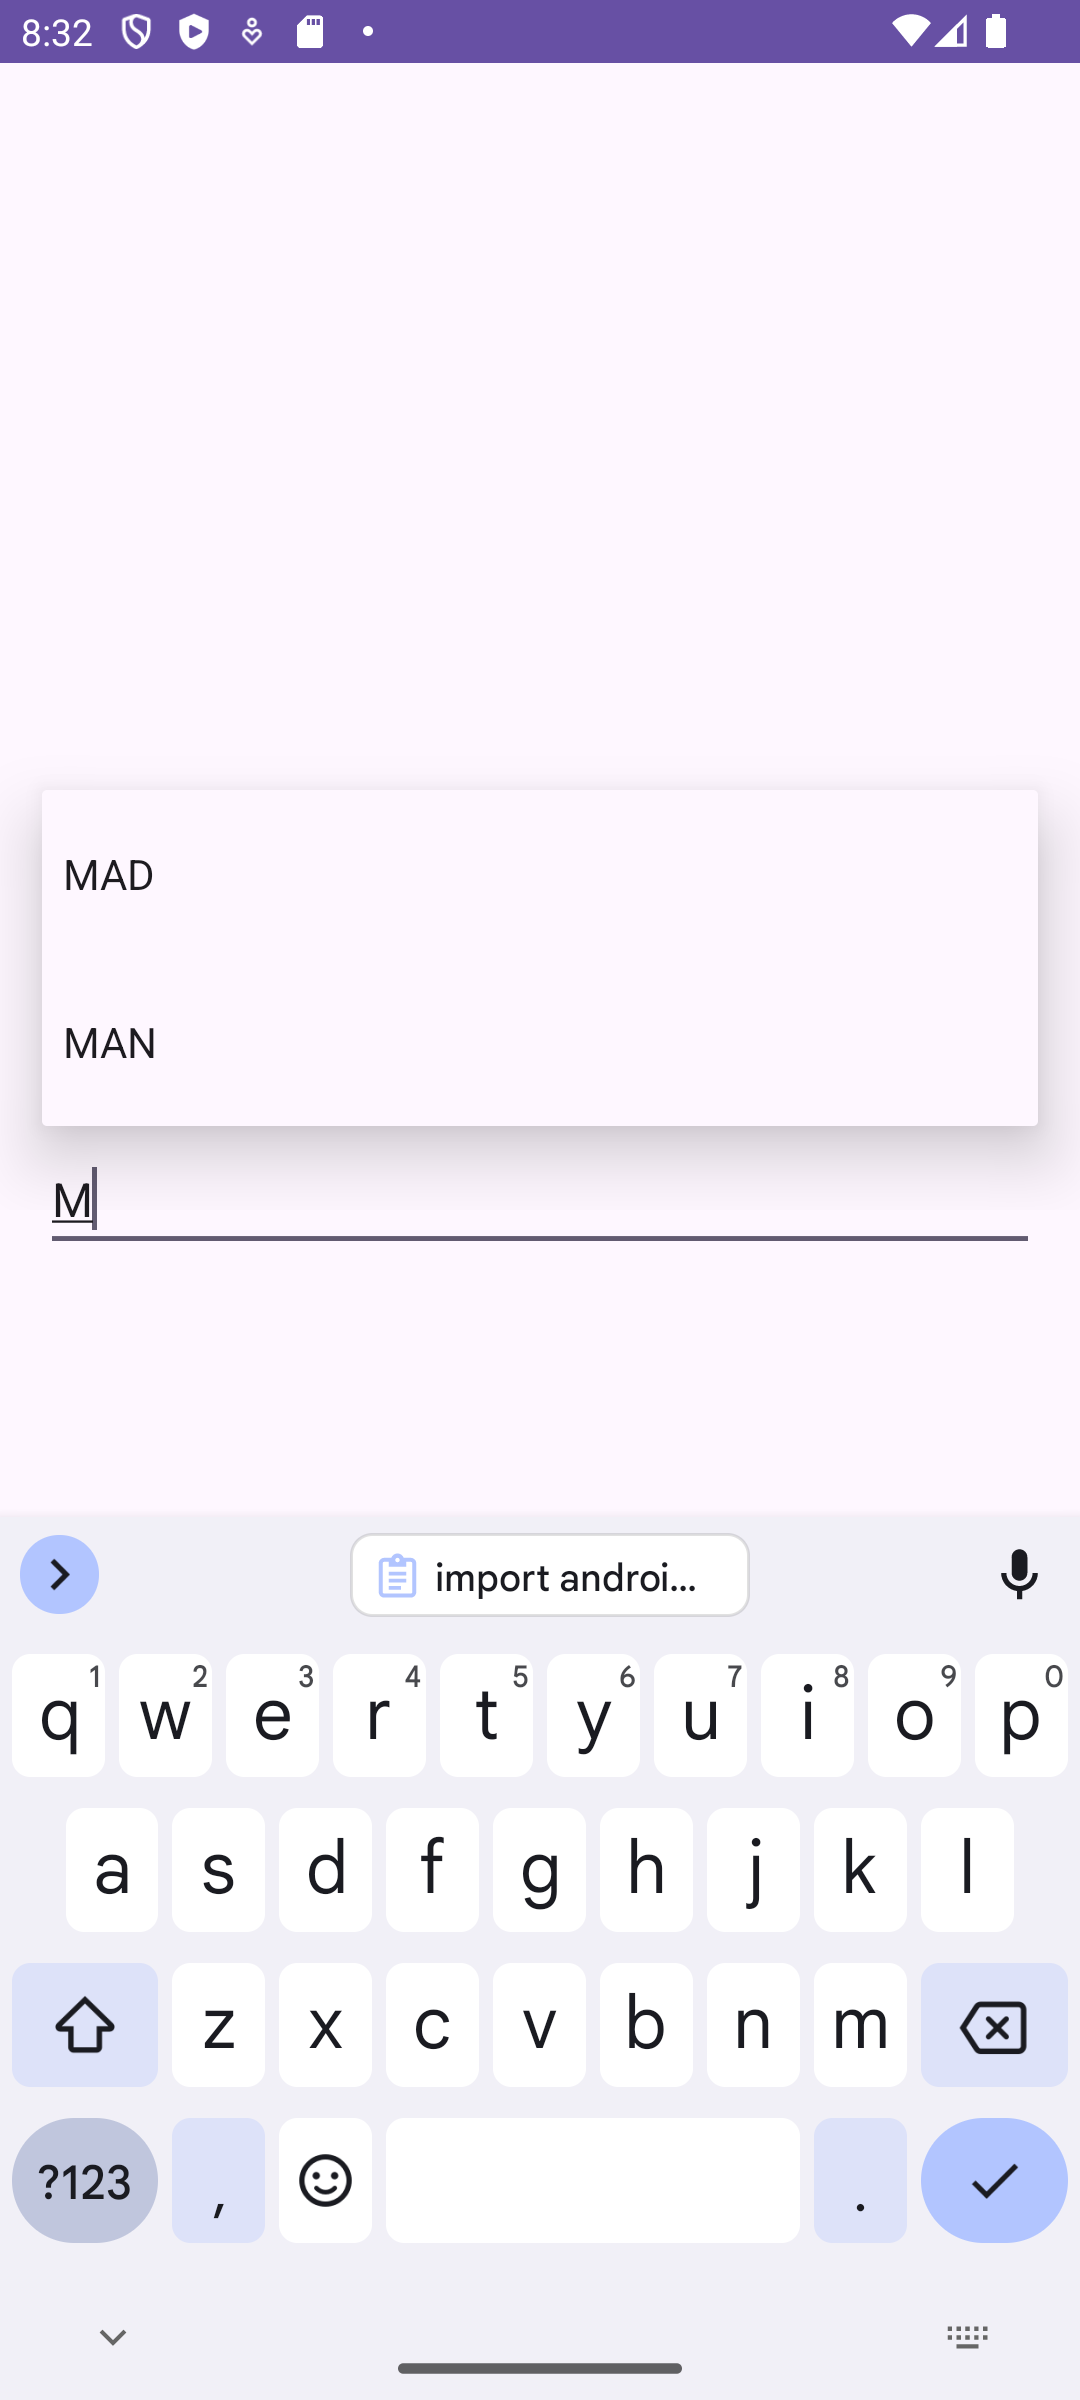 8:32
MAD
MAN
M
import androi...
1 2 3 4 5 6 7 8 9 0
q w e r t y u i o p
a s d f g h j k l
z x c v b n m
?123 , .